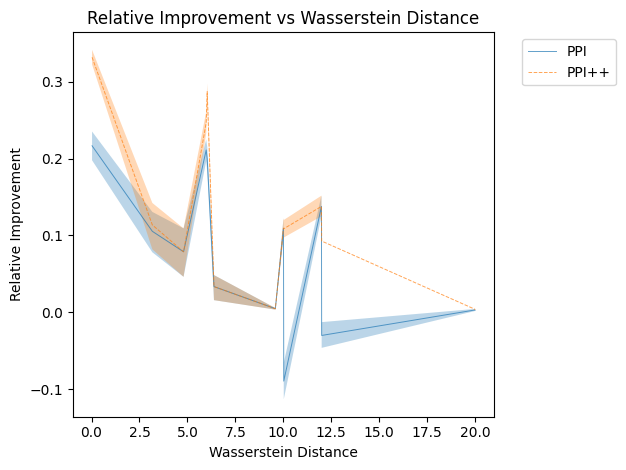 Relative Improvement vs Wasserstein Distance
PPI
PPI++
Relative Improvement
0.3
0.2
0.1
0.0
−0.1
0.0 2.5 5.0 7.5 10.0 12.5 15.0 17.5 20.0
Wasserstein Distance